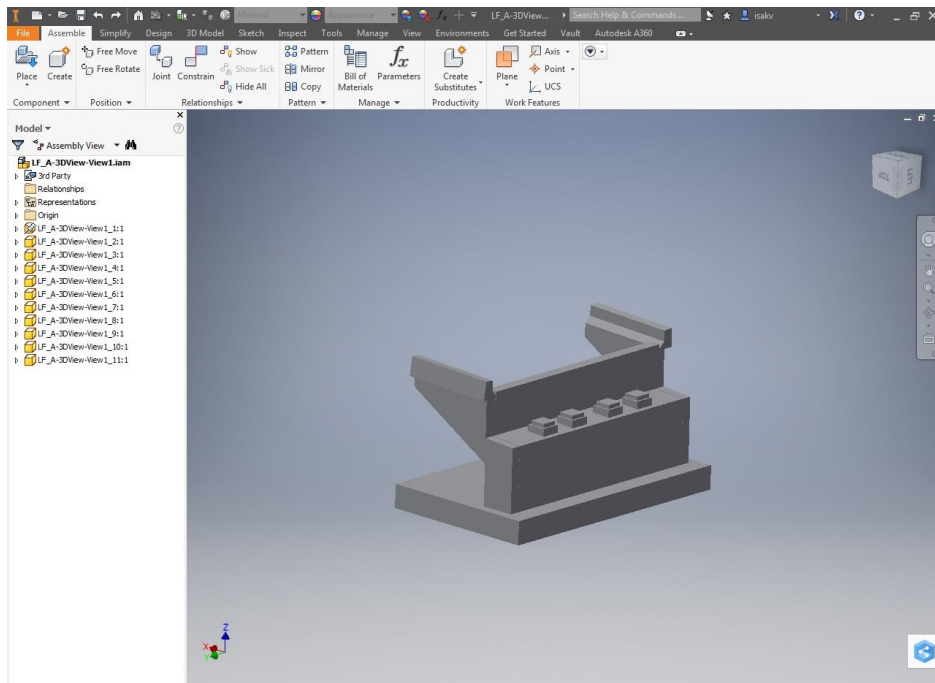 Material
Appearance
LF_A-3DView...
Search Help & Commands...
isakv
File Assemble Simplify Design 3D Model Sketch Inspect Tools Manage View Environments Get Started Vault Autodesk A360
Free Move
Show
Pattern
Axis
Free Rotate
Show Sick
Mirror
Point
Place Create
Joint Constrain
Hide All
Copy
Bill of Materials
Parameters
Create Substitutes
Plane
UCS
Component
Position
Relationships
Pattern
Manage
Productivity
Work Features
Model
Assembly View
LF_A-3DView-View1.iam
3rd Party
Relationships
Representations
Origin
LF_A-3DView-View1_1:1
LF_A-3DView-View1_2:1
LF_A-3DView-View1_3:1
LF_A-3DView-View1_4:1
LF_A-3DView-View1_5:1
LF_A-3DView-View1_6:1
LF_A-3DView-View1_7:1
LF_A-3DView-View1_8:1
LF_A-3DView-View1_9:1
LF_A-3DView-View1_10:1
LF_A-3DView-View1_11:1
TOP
Z
X
Y